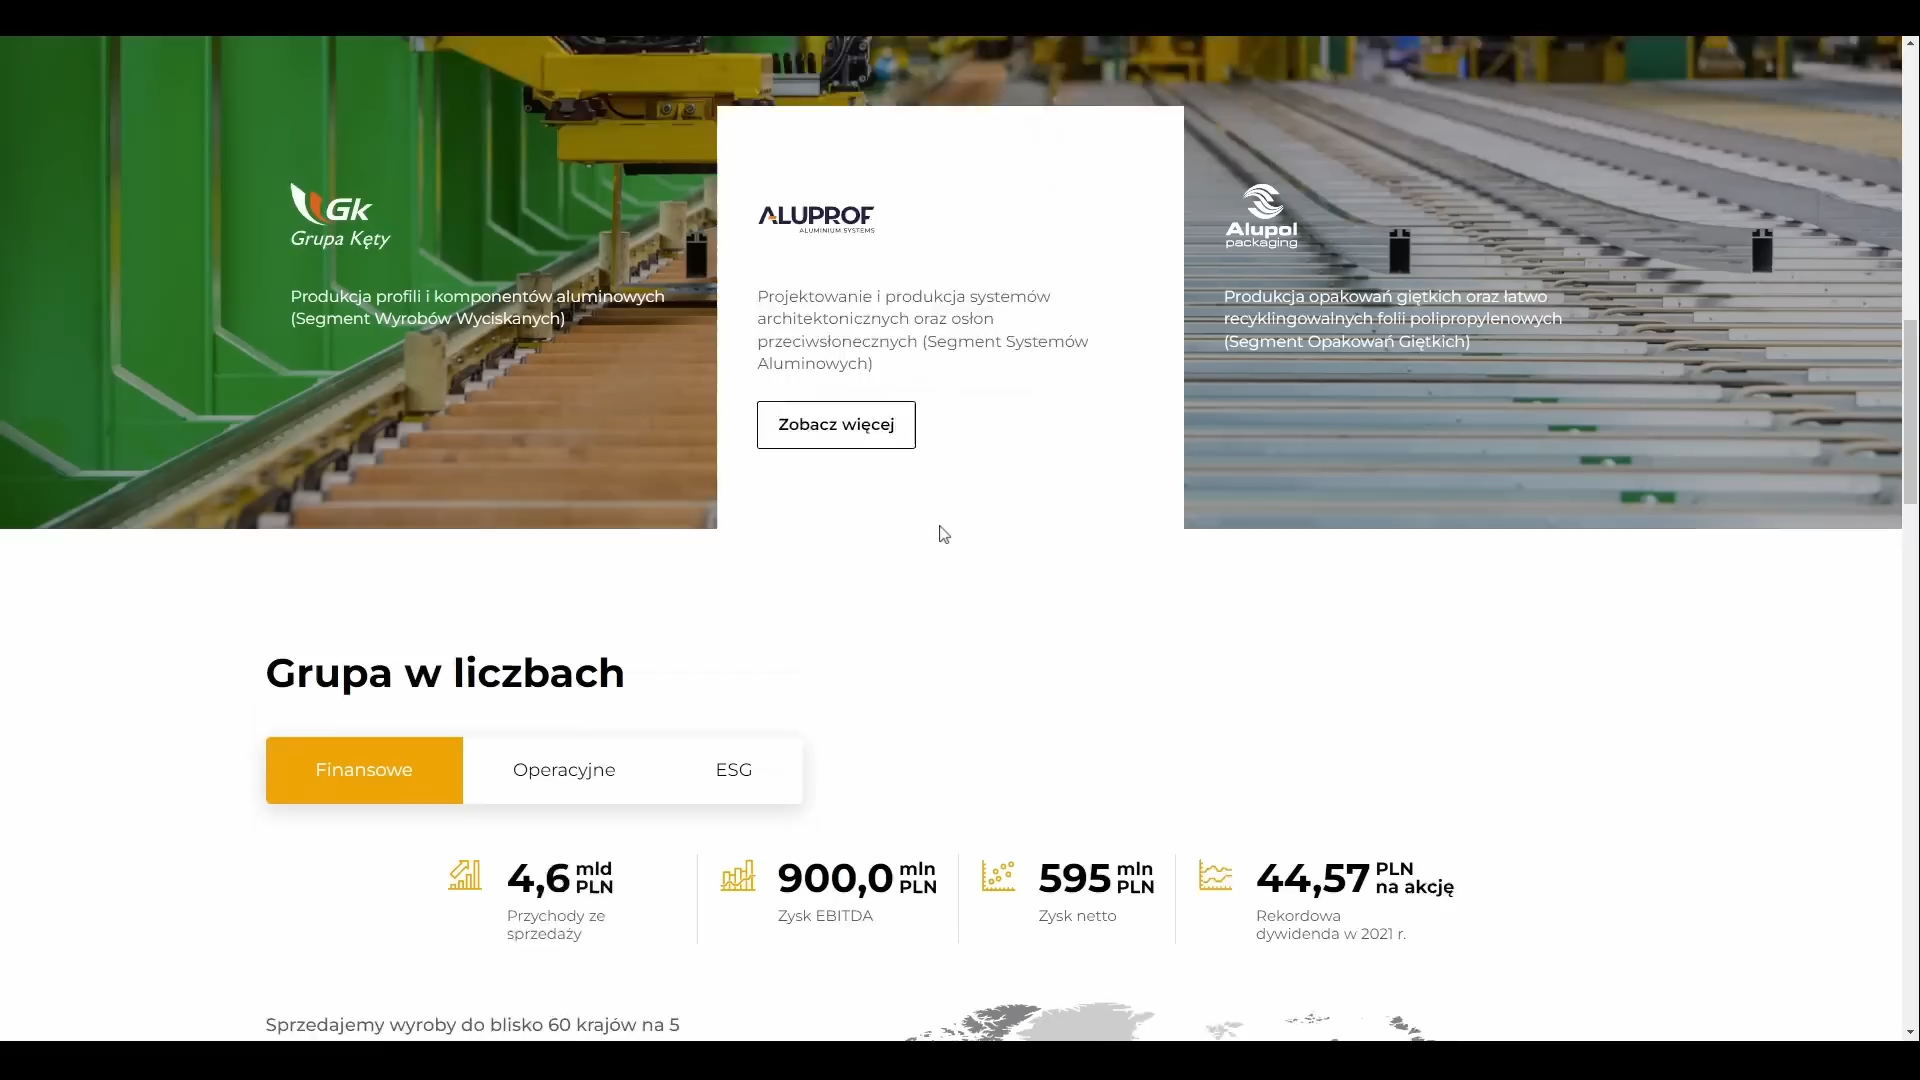 Gk
Grupa Kęty
Produkcja profili i komponentów aluminowych
(Segment Wyrobów Wyciskanych)
ALUPROF
ALUMINIUM SYSTEMS
Projektowanie i produkcja systemów
architektonicznych oraz osłon
przeciwsłonecznych (Segment Systemów
Aluminowych)
Zobacz więcej
Alupol
packaging
Produkcja opakowań giętkich oraz łatwo
recyklingowalnych folii polipropylenowych
(Segment Opakowań Giętkich)
Grupa w liczbach
Finansowe
Operacyjne
ESG
4,6 mld PLN
Przychody ze
sprzedaży
900,0 mln PLN
Zysk EBITDA
595 mln PLN
Zysk netto
44,57 PLN na akcję
Rekordowa
dywidenda w 2021 r.
Sprzedajemy wyroby do blisko 60 krajów na 5